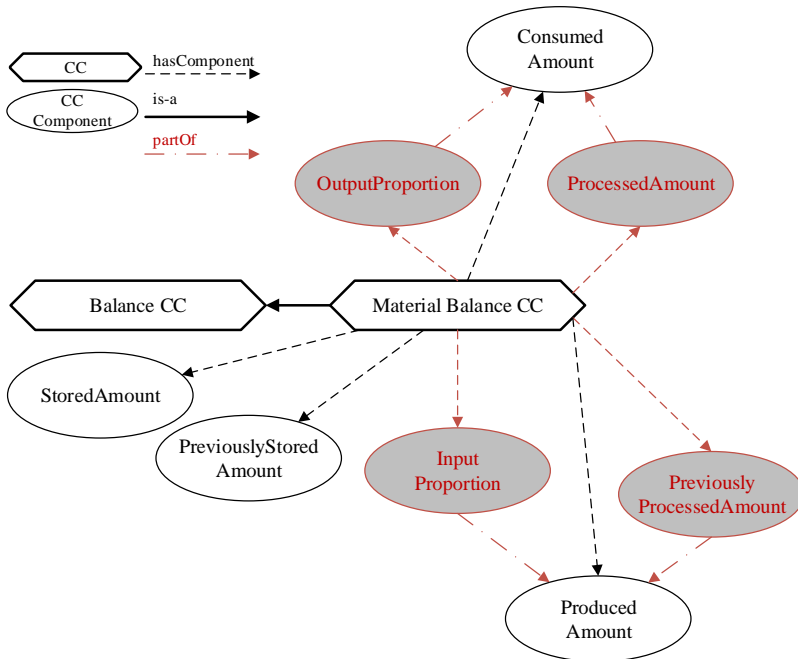 CC
hasComponent
CC
Component
is-a
partOf
Consumed
Amount
OutputProportion
ProcessedAmount
Balance CC
Material Balance CC
StoredAmount
PreviouslyStored
Amount
Input
Proportion
Previously
ProcessedAmount
Produced
Amount